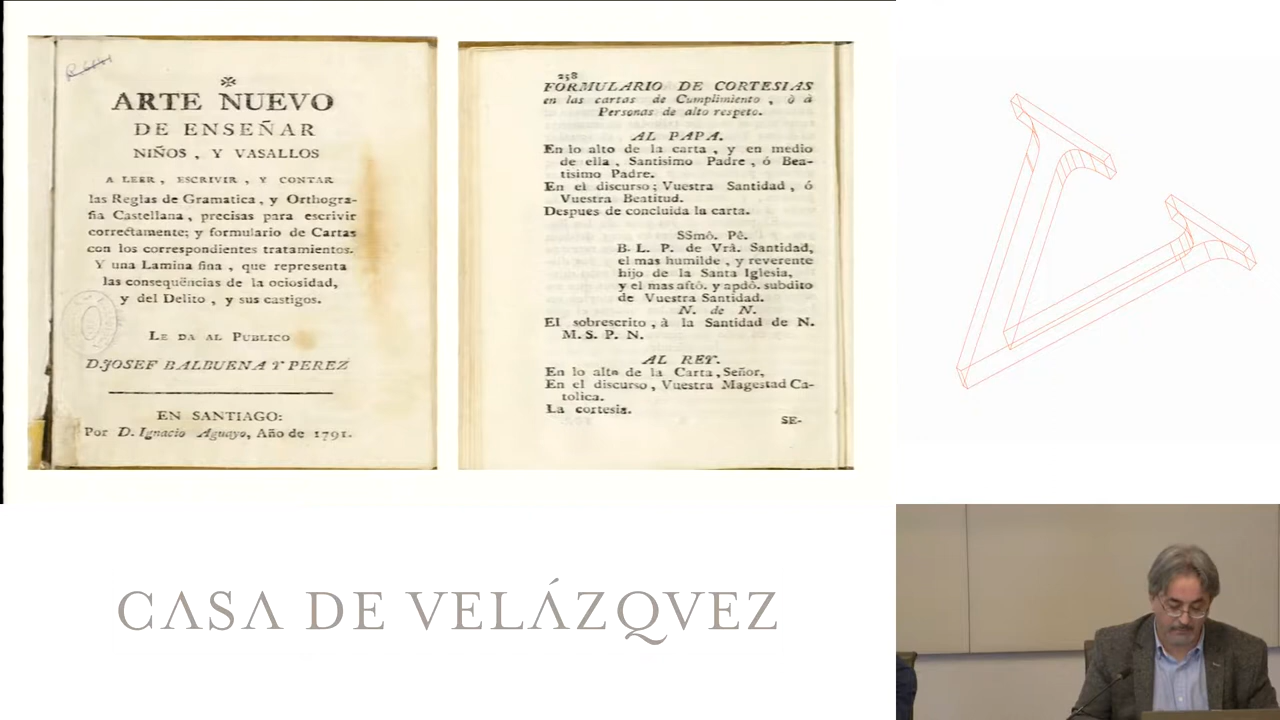 ARTE NUEVO
DE ENSEÑAR
NIÑOS , Y VASALLOS
A LEER , ESCRIVIR , Y CONTAR
las Reglas de Gramatica , y Orthogra-
fia Castellana , precisas para escrivir
correctamente; y formulario de Cartas
con los correspondientes tratamientos.
Y una Lamina fina , que representa
las consequëncias de la ociosidad,
y del Delito , y sus castigos.
LE DA AL PUBLICO
D. JOSEF BALBUENA Y PEREZ
EN SANTIAGO:
Por D. Ignacio Aguayo, Año de 1791.
258
FORMULARIO DE CORTESIAS
en las cartas de Cumplimiento , ò à
Personas de alto respeto.
AL PAPA.
En lo alto de la carta , y en medio
de ella , Santisimo Padre , ó Bea-
tisimo Padre.
En el discurso; Vuestra Santidad , ó
Vuestra Beatitud.
Despues de concluida la carta.
SSmô. Pê.
B. L. P. de Vrà. Santidad,
el mas humilde , y reverente
hijo de la Santa Iglesia,
y el mas aftô. y apdô. subdito
de Vuestra Santidad.
N. de N.
El sobrescrito , à la Santidad de N.
M. S. P. N.
AL REY.
En lo alto de la Carta, Señor,
En el discurso , Vuestra Magestad Ca-
tolica.
La cortesia.
SE-
CASA DE VELÁZQVEZ